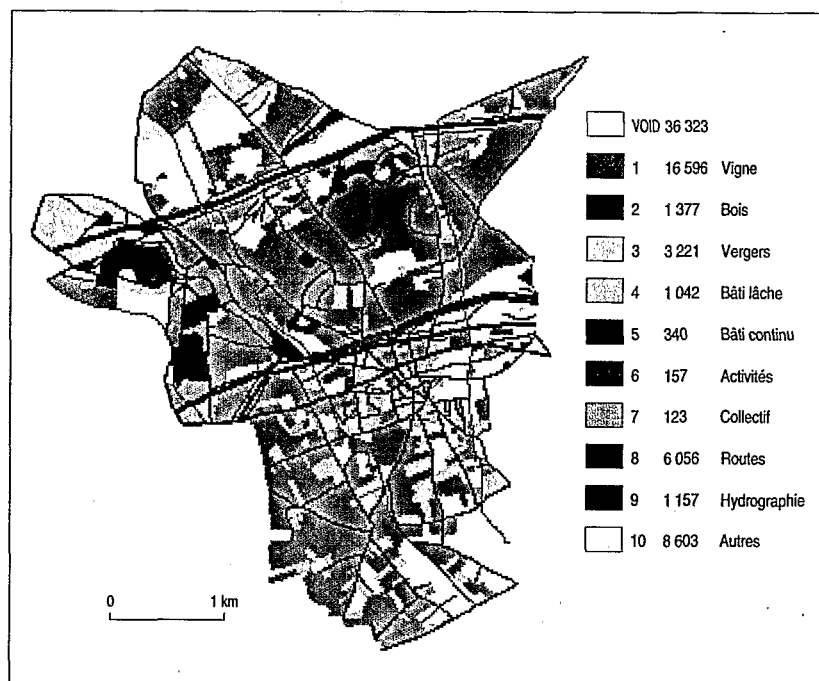 VOID 36 323
1 16 596 Vigne
2 1 377 Bois
3 3 221 Vergers
4 1 042 Bâti lâche
5 340 Bâti continu
6 157 Activités
7 123 Collectif
8 6 056 Routes
9 1 157 Hydrographie
10 8 603 Autres
0 1 km